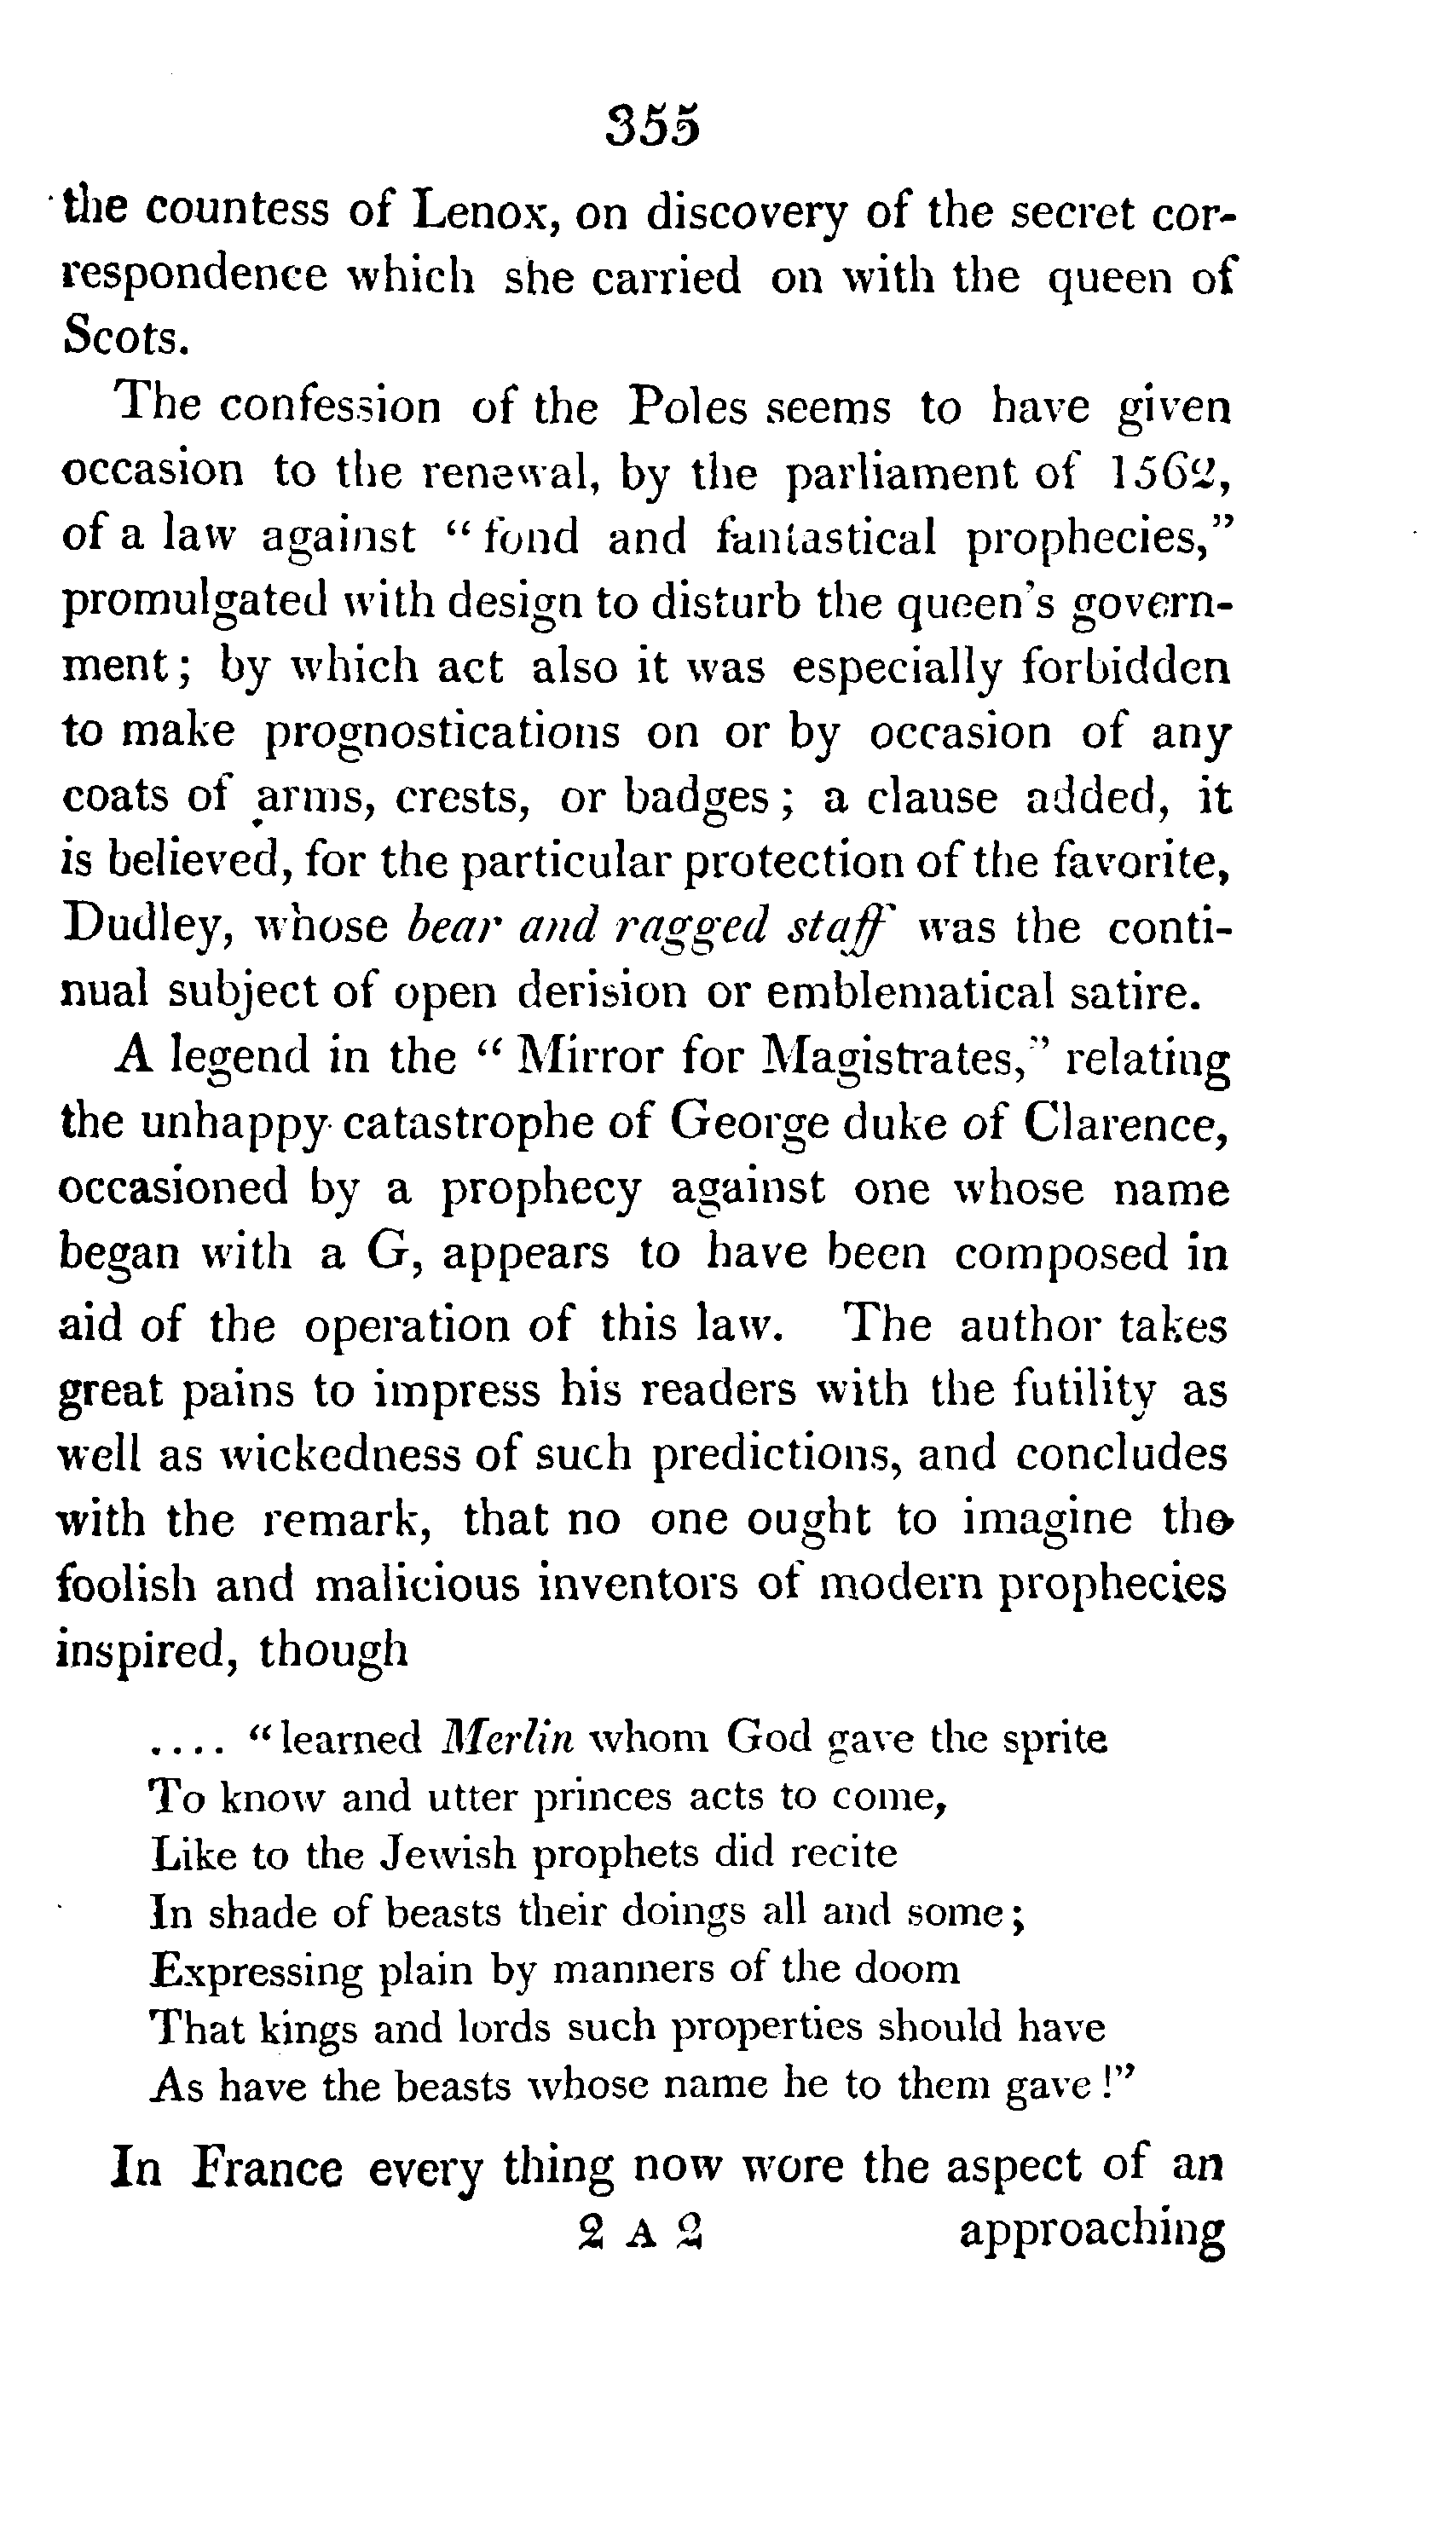 355
the countess of Lenox, on discovery of the secret cor-
respondence which she carried on with the queen of
Scots.
The confession of the Poles seems to have given
occasion to the renewal, by the parliament of 1562,
of a law against “fond and fantastical prophecies,”
promulgated with design to disturb the queen's govern-
ment; by which act also it was especially forbidden
to make prognostications on or by occasion of any
coats of arms, crests, or badges; a clause added, it
is believed, for the particular protection of the favorite,
Dudley, whose bear and ragged staff was the conti-
nual subject of open derision or emblematical satire.
A legend in the “Mirror for Magistrates,” relating
the unhappy catastrophe of George duke of Clarence,
occasioned by a prophecy against one whose name
began with a G, appears to have been composed in
aid of the operation of this law. The author takes
great pains to impress his readers with the futility as
well as wickedness of such predictions, and concludes
with the remark, that no one ought to imagine the
foolish and malicious inventors of modern prophecies
inspired, though
.... “learned Merlin whom God gave the sprite
To know and utter princes acts to come,
Like to the Jewish prophets did recite
In shade of beasts their doings all and some;
Expressing plain by manners of the doom
That kings and lords such properties should have
As have the beasts whose name he to them gave!”
In France every thing now wore the aspect of an
2 A 2 approaching